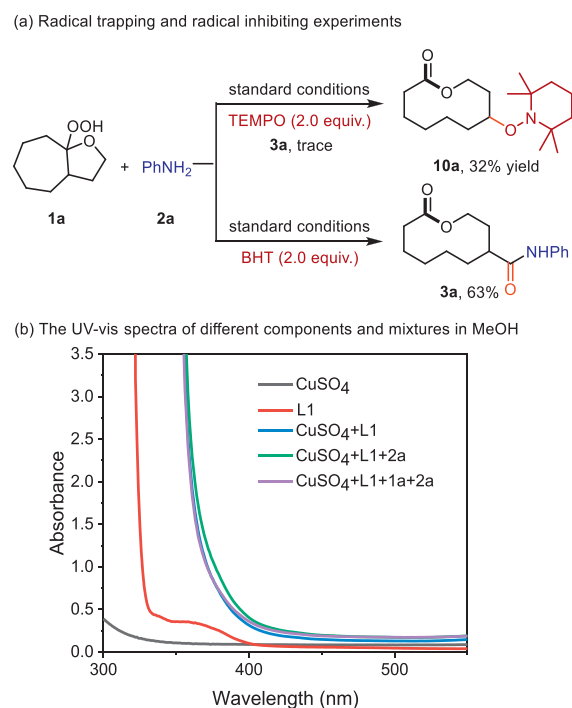 (a) Radical trapping and radical inhibiting experiments
OOH
O
1a
+
PhNH2
2a
standard conditions
TEMPO (2.0 equiv.)
3a, trace
O
O
O
N
10a, 32% yield
standard conditions
BHT (2.0 equiv.)
O
O
NHPh
O
3a, 63%
(b) The UV-vis spectra of different components and mixtures in MeOH
Absorbance
3.5
3.0
2.5
2.0
1.5
1.0
0.5
0.0
CuSO4
L1
CuSO4+L1
CuSO4+L1+2a
CuSO4+L1+1a+2a
300
400
500
Wavelength (nm)